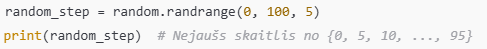 random_step = random.randrange(0, 100, 5)
print(random_step)  # Nejaušs skaitlis no {0, 5, 10, ..., 95}